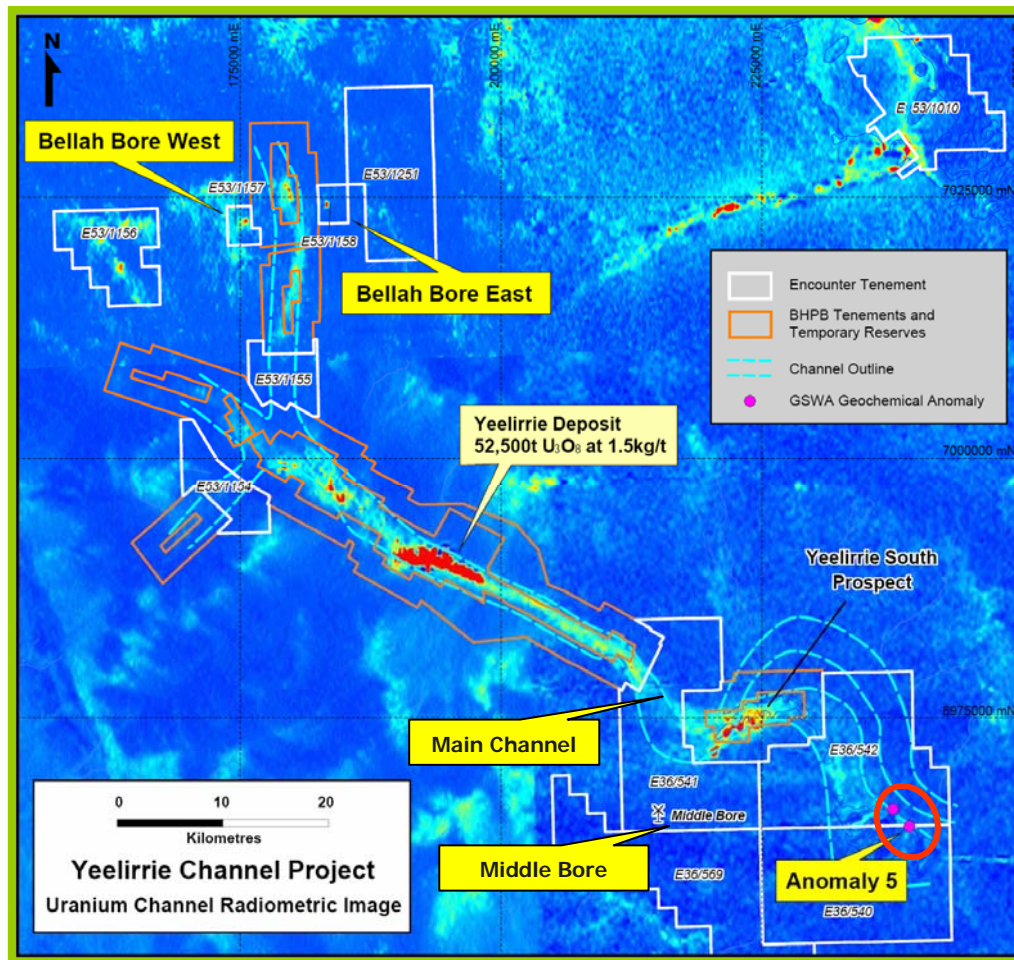 N
175000 mE
200000 mE
225000 mE
E 53/1010
Bellah Bore West
E53/1157
E53/1251
7025000 mN
E53/1156
E53/1158
Bellah Bore East
Encounter Tenement
BHPB Tenements and
Temporary Reserves
Channel Outline
GSWA Geochemical Anomaly
E53/1155
Yeelirrie Deposit
52,500t U₃O₈ at 1.5kg/t
7000000 mN
E53/1154
Yeelirrie South
Prospect
6975000 mN
Main Channel
E36/542
E36/541
0 10 20
Kilometres
Middle Bore
Yeelirrie Channel Project
Uranium Channel Radiometric Image
Middle Bore
E36/569
Anomaly 5
E36/540